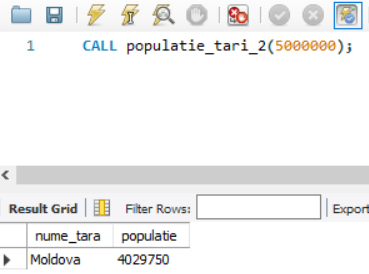 1 CALL populatie_tari_2(5000000);
Result Grid Filter Rows: Export
nume_tara populatie
Moldova 4029750